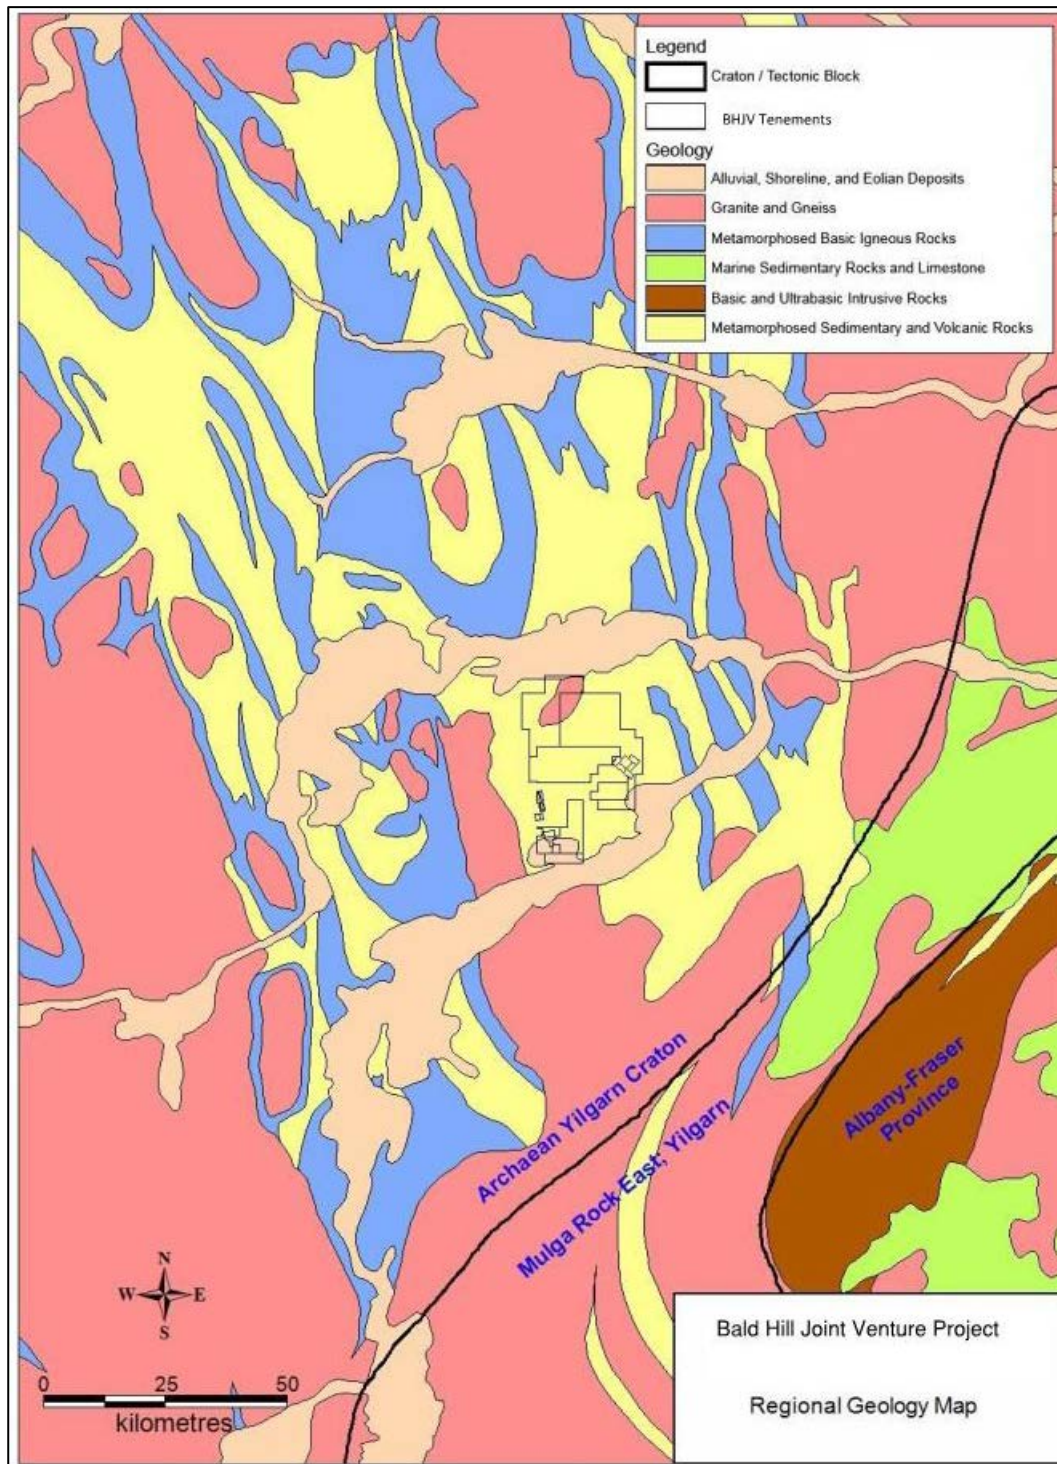 Legend
Craton / Tectonic Block
BHJV Tenements
Geology
Alluvial, Shoreline, and Eolian Deposits
Granite and Gneiss
Metamorphosed Basic Igneous Rocks
Marine Sedimentary Rocks and Limestone
Basic and Ultrabasic Intrusive Rocks
Metamorphosed Sedimentary and Volcanic Rocks
Archaean Yilgarn Craton
Mulga Rock East; Yilgarn
Albany-Fraser
Province
N
W E
S
0 25 50
kilometres
Bald Hill Joint Venture Project
Regional Geology Map